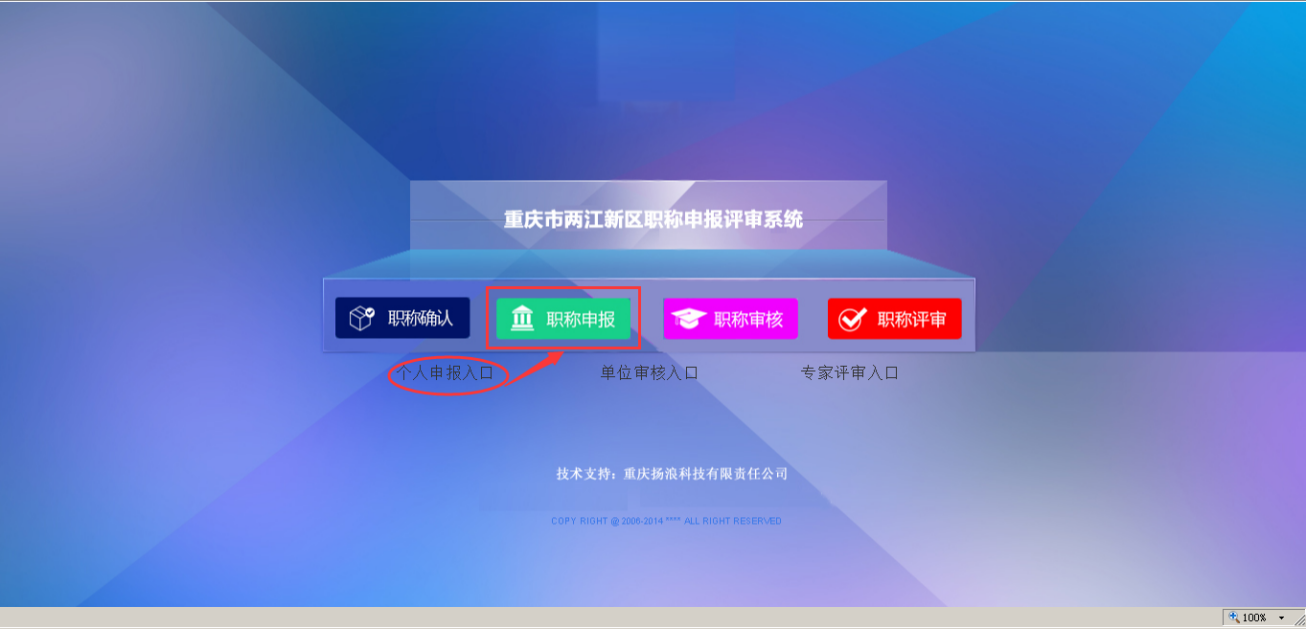 重庆市两江新区职称申报评审系统
职称确认 职称申报 职称审核 职称评审
个人申报入口 单位审核入口 专家评审入口
技术支持：重庆扬浪科技有限责任公司
COPY RIGHT @ 2006-2014 **** ALL RIGHT RESERVED
100%